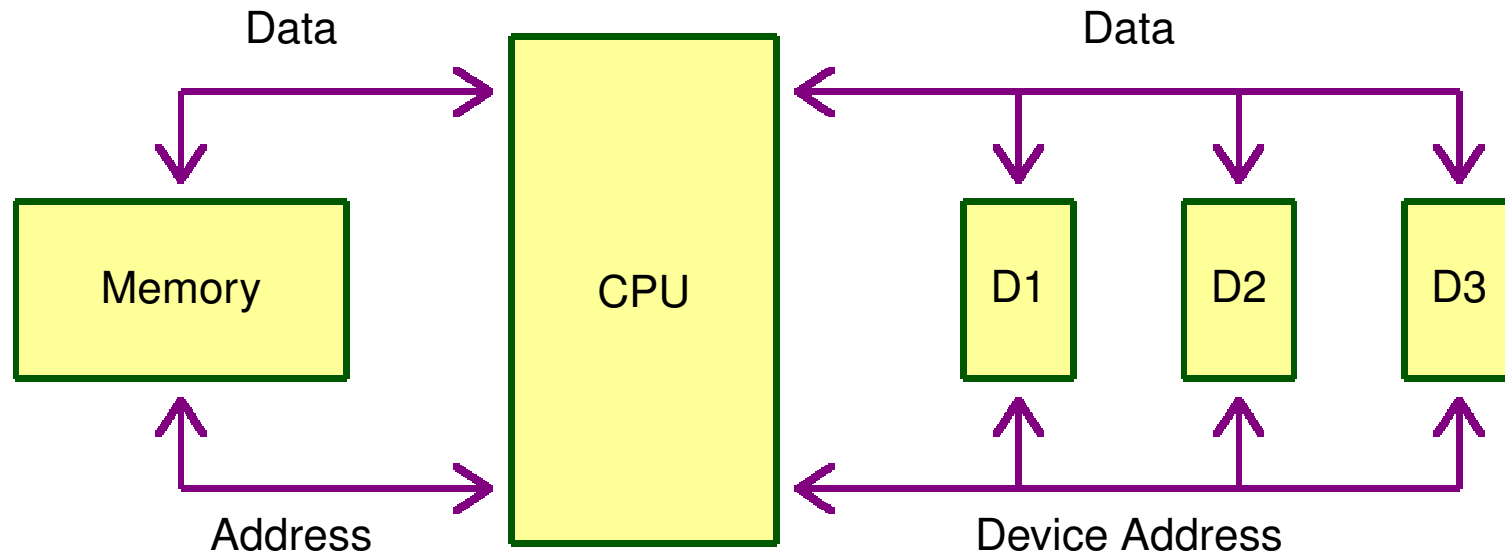 Data
Data
Memory
CPU
D1
D2
D3
Address
Device Address